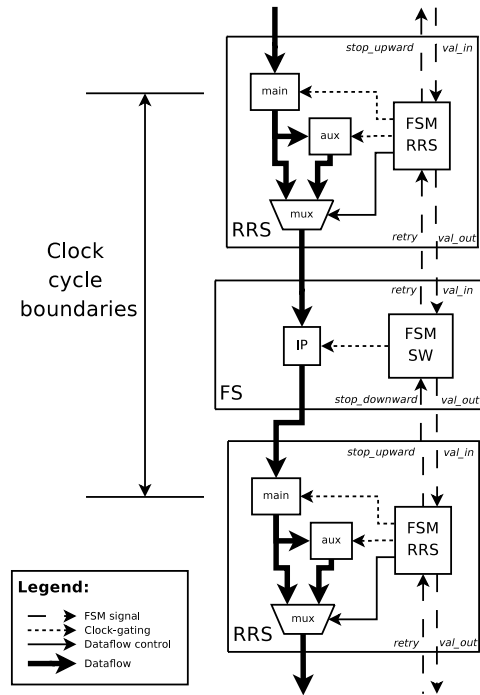 stop_upward val_in
main
FSM
RRS
aux
mux
RRS
retry val_out
Clock
cycle
boundaries
retry val_in
IP
FSM
SW
FS
stop_downward val_out
stop_upward val_in
main
FSM
RRS
aux
mux
RRS
retry val_out
Legend:
FSM signal
Clock-gating
Dataflow control
Dataflow